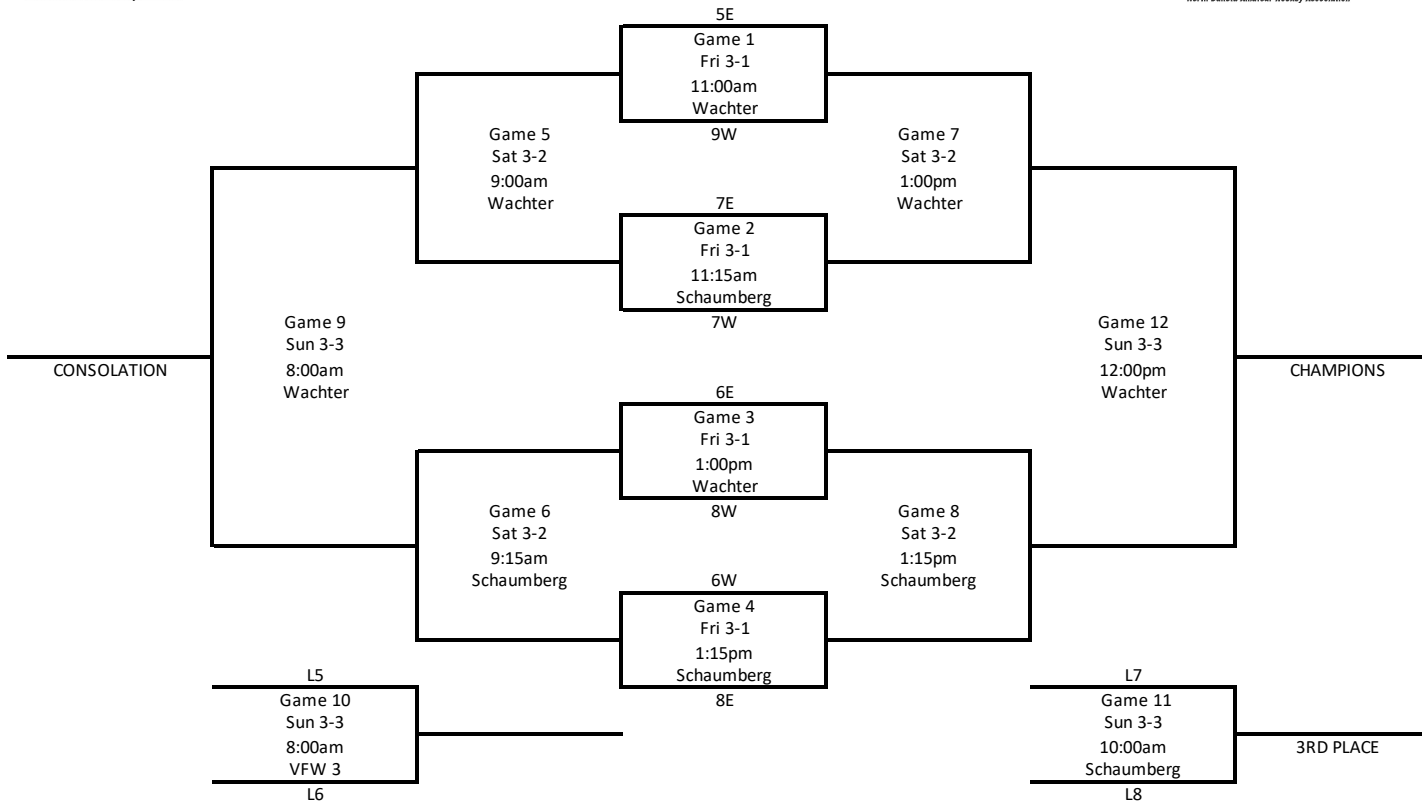 North Dakota Amateur Hockey Association
5E
Game 1
Fri 3-1
11:00am
Wachter
9W
Game 5
Sat 3-2
9:00am
Wachter
Game 7
Sat 3-2
1:00pm
Wachter
7E
Game 2
Fri 3-1
11:15am
Schaumberg
7W
Game 9
Sun 3-3
8:00am
Wachter
CONSOLATION
Game 12
Sun 3-3
12:00pm
Wachter
CHAMPIONS
6E
Game 3
Fri 3-1
1:00pm
Wachter
8W
Game 6
Sat 3-2
9:15am
Schaumberg
Game 8
Sat 3-2
1:15pm
Schaumberg
6W
Game 4
Fri 3-1
1:15pm
Schaumberg
8E
L5
Game 10
Sun 3-3
8:00am
VFW 3
L6
L7
Game 11
Sun 3-3
10:00am
Schaumberg
L8
3RD PLACE